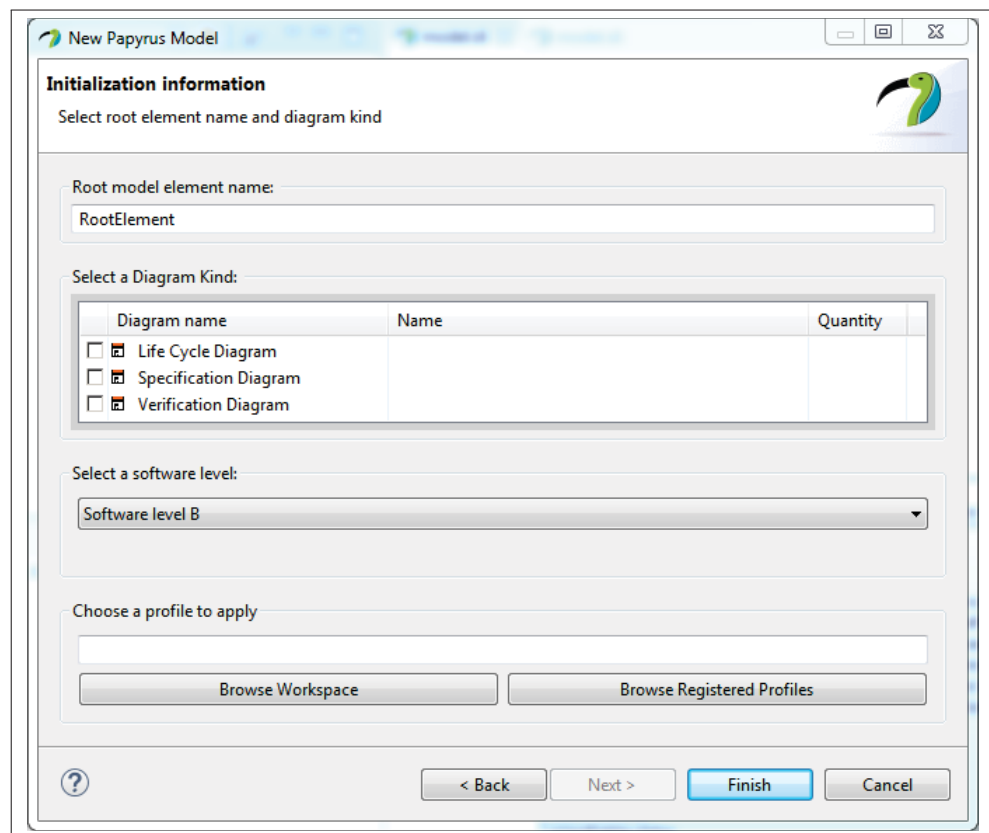 New Papyrus Model
Initialization information
Select root element name and diagram kind
Root model element name:
RootElement
Select a Diagram Kind:
Diagram name Name Quantity
Life Cycle Diagram
Specification Diagram
Verification Diagram
Select a software level:
Software level B
Choose a profile to apply
Browse Workspace Browse Registered Profiles
? < Back Next > Finish Cancel